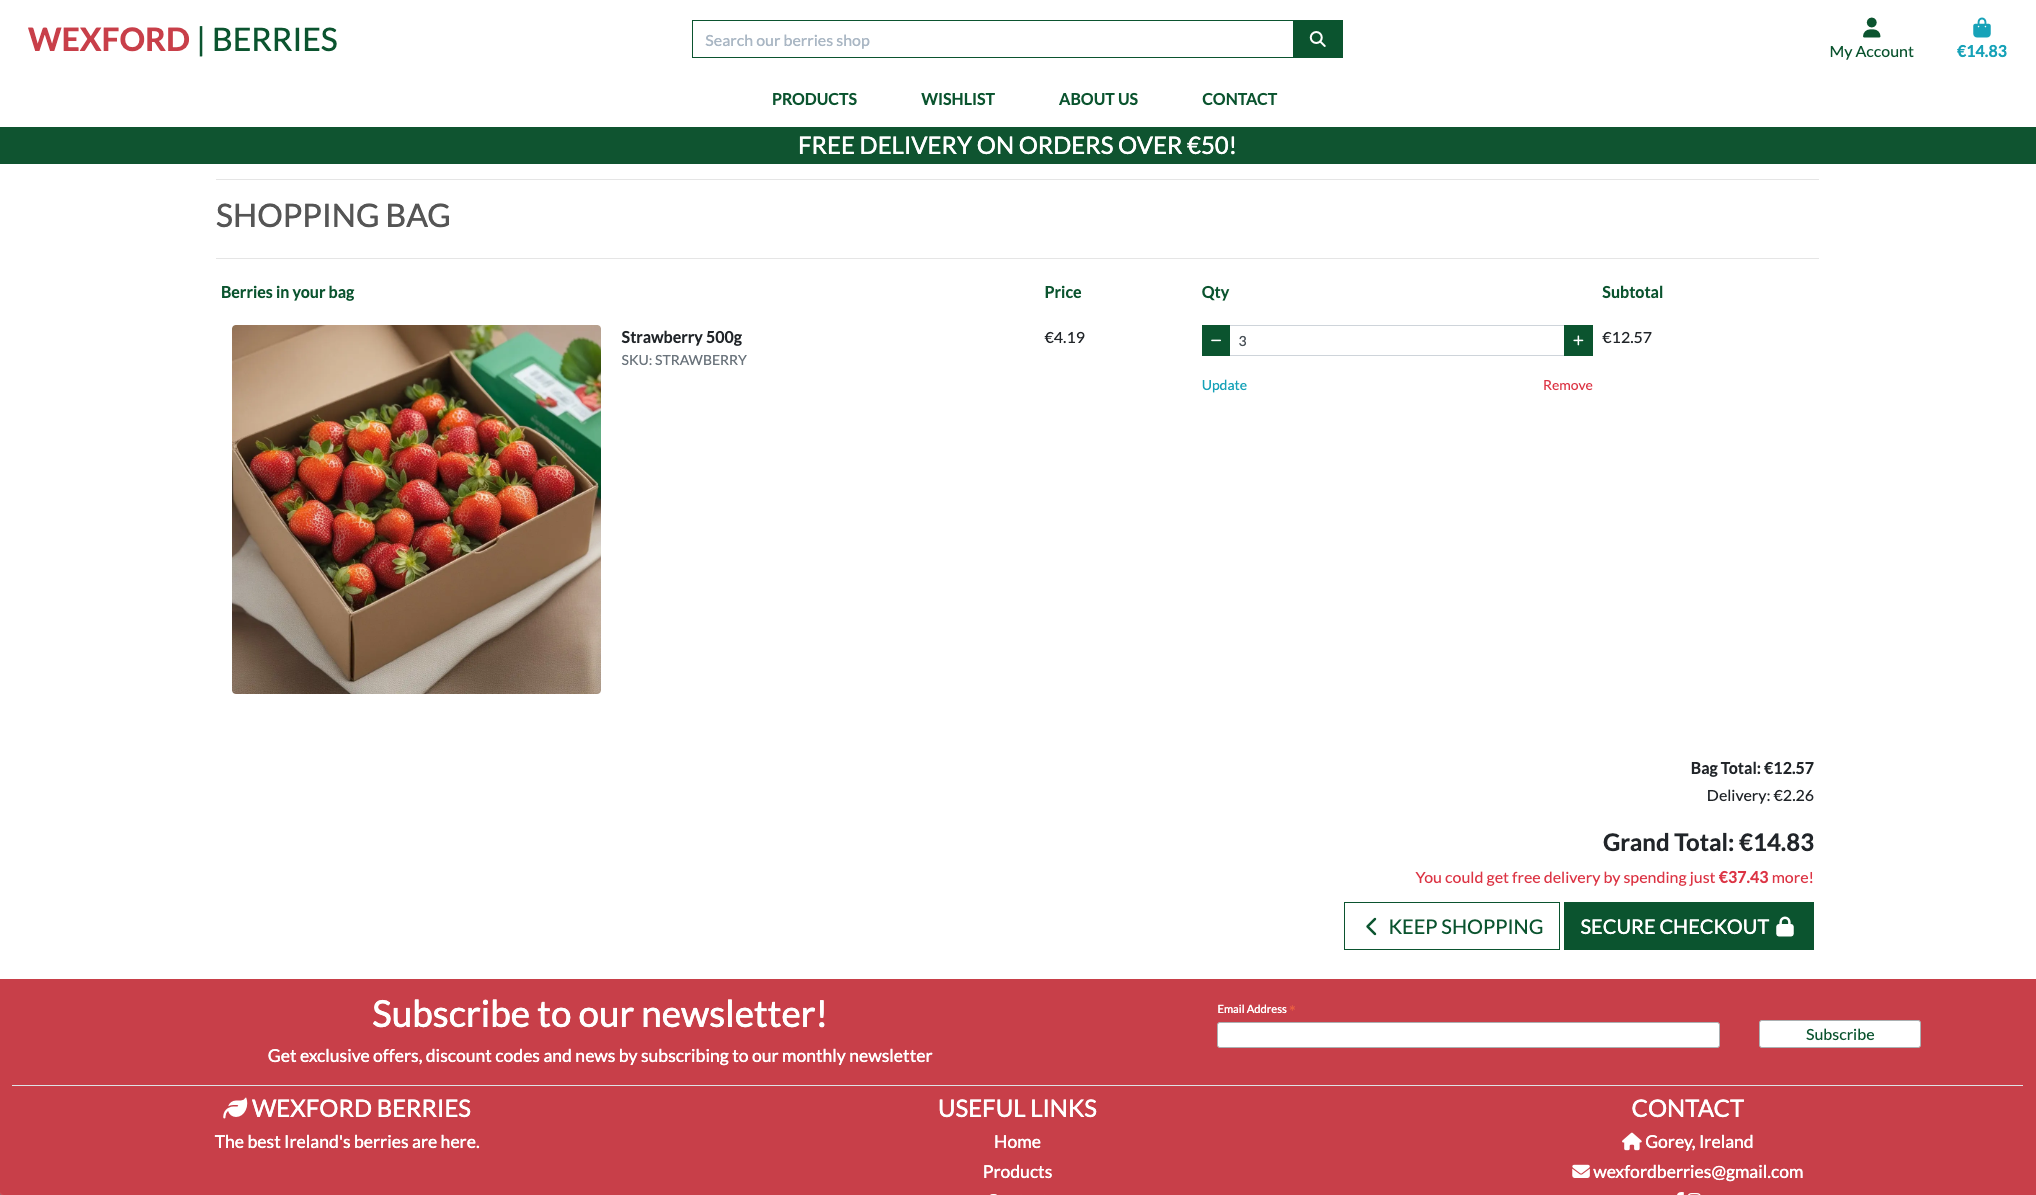 WEXFORD | BERRIES
Search our berries shop
My Account
€14.83
PRODUCTS WISHLIST ABOUT US CONTACT
FREE DELIVERY ON ORDERS OVER €50!
SHOPPING BAG
Berries in your bag Price Qty Subtotal
Strawberry 500g €4.19 3 €12.57
SKU: STRAWBERRY
Update Remove
Bag Total: €12.57
Delivery: €2.26
Grand Total: €14.83
You could get free delivery by spending just €37.43 more!
KEEP SHOPPING SECURE CHECKOUT
Subscribe to our newsletter!
Get exclusive offers, discount codes and news by subscribing to our monthly newsletter
Email Address *
Subscribe
WEXFORD BERRIES
The best Ireland's berries are here.
USEFUL LINKS
Home
Products
CONTACT
Gorey, Ireland
wexfordberries@gmail.com